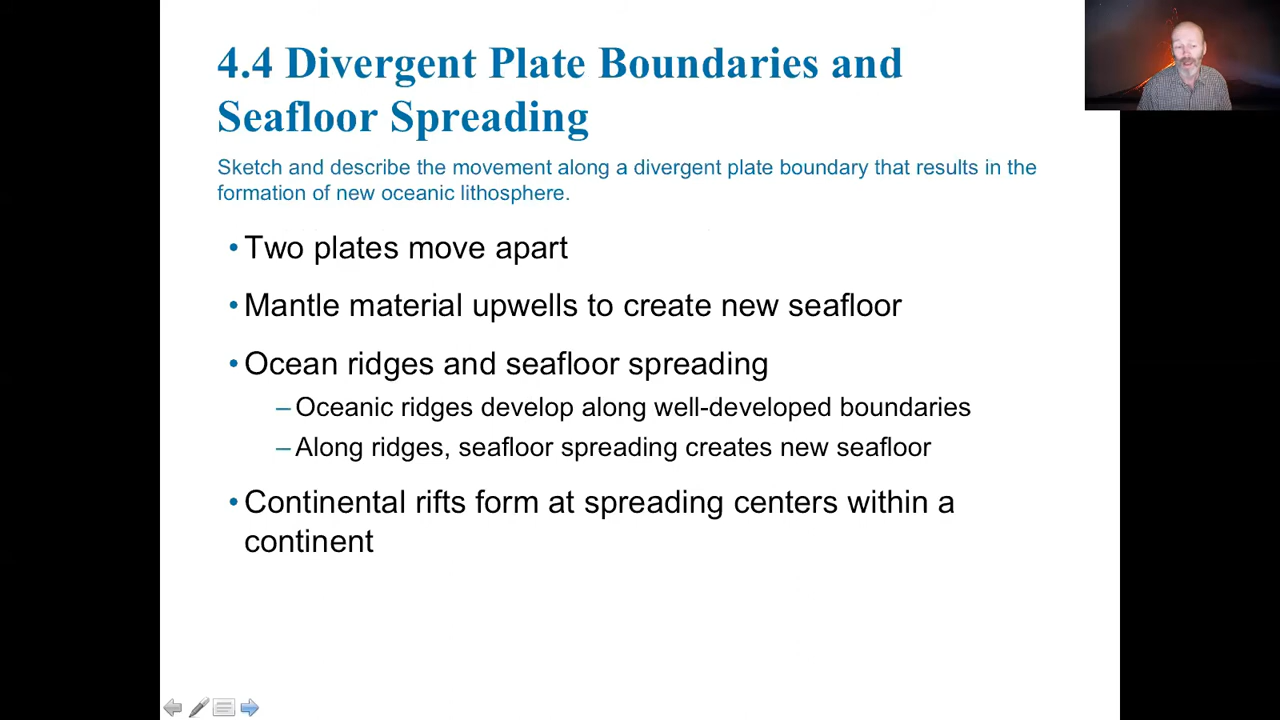 4.4 Divergent Plate Boundaries and
Seafloor Spreading
Sketch and describe the movement along a divergent plate boundary that results in the
formation of new oceanic lithosphere.
•Two plates move apart
•Mantle material upwells to create new seafloor
•Ocean ridges and seafloor spreading
–Oceanic ridges develop along well-developed boundaries
–Along ridges, seafloor spreading creates new seafloor
•Continental rifts form at spreading centers within a
continent